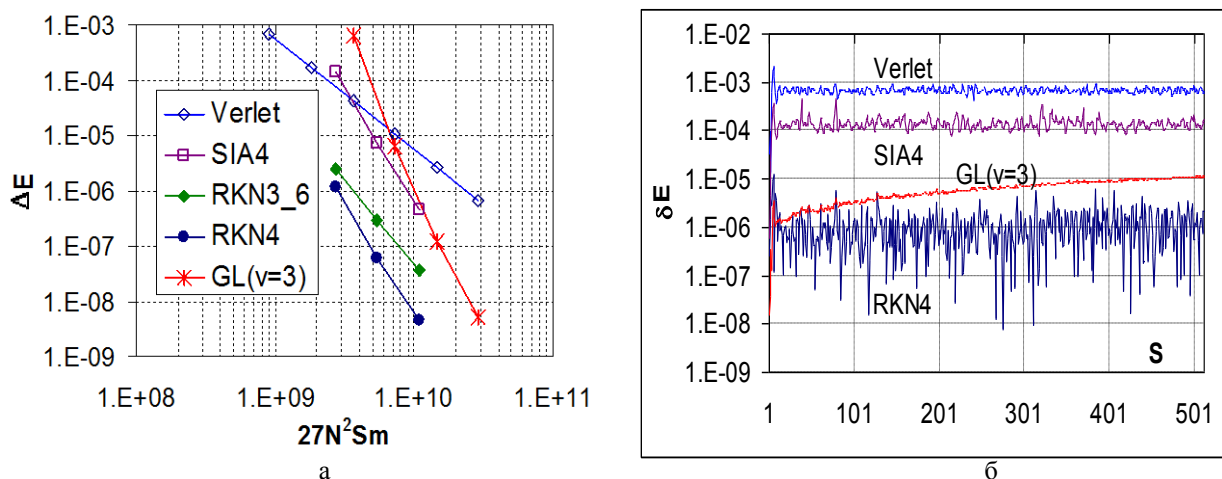 1.E-03
1.E-04
1.E-05
1.E-06
1.E-07
1.E-08
1.E-09
ΔE
Verlet
SIA4
RKN3_6
RKN4
GL(v=3)
1.E+08 1.E+09 1.E+10 1.E+11
27N²Sm
а
1.E-02
1.E-03
1.E-04
1.E-05
1.E-06
1.E-07
1.E-08
1.E-09
δE
Verlet
SIA4
GL(v=3)
RKN4
S
1 101 201 301 401 501
б